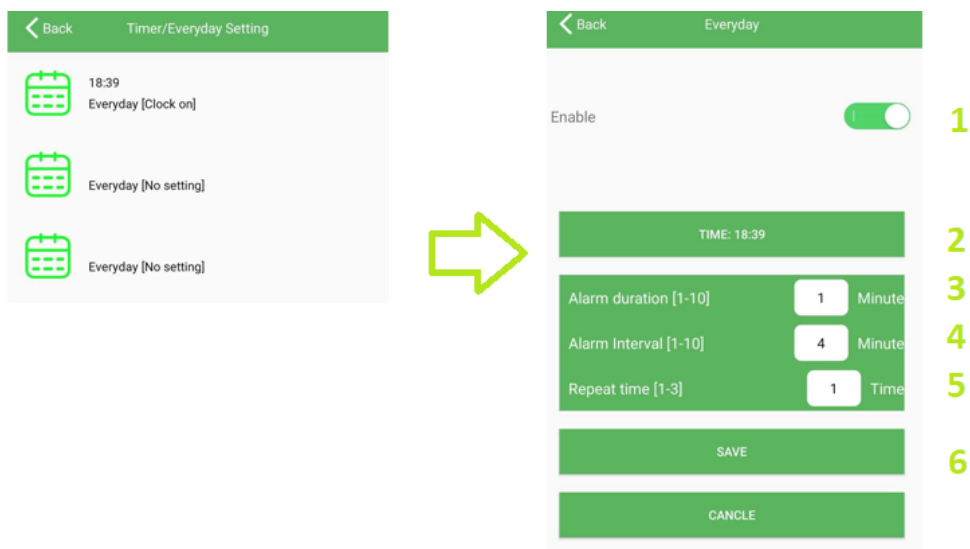 Back Timer/Everyday Setting
18:39
Everyday [Clock on]
Everyday [No setting]
Everyday [No setting]
Back Everyday
Enable 1
TIME: 18:39 2
Alarm duration [1-10] 1 Minute 3
Alarm Interval [1-10] 4 Minute 4
Repeat time [1-3] 1 Time 5
SAVE 6
CANCLE